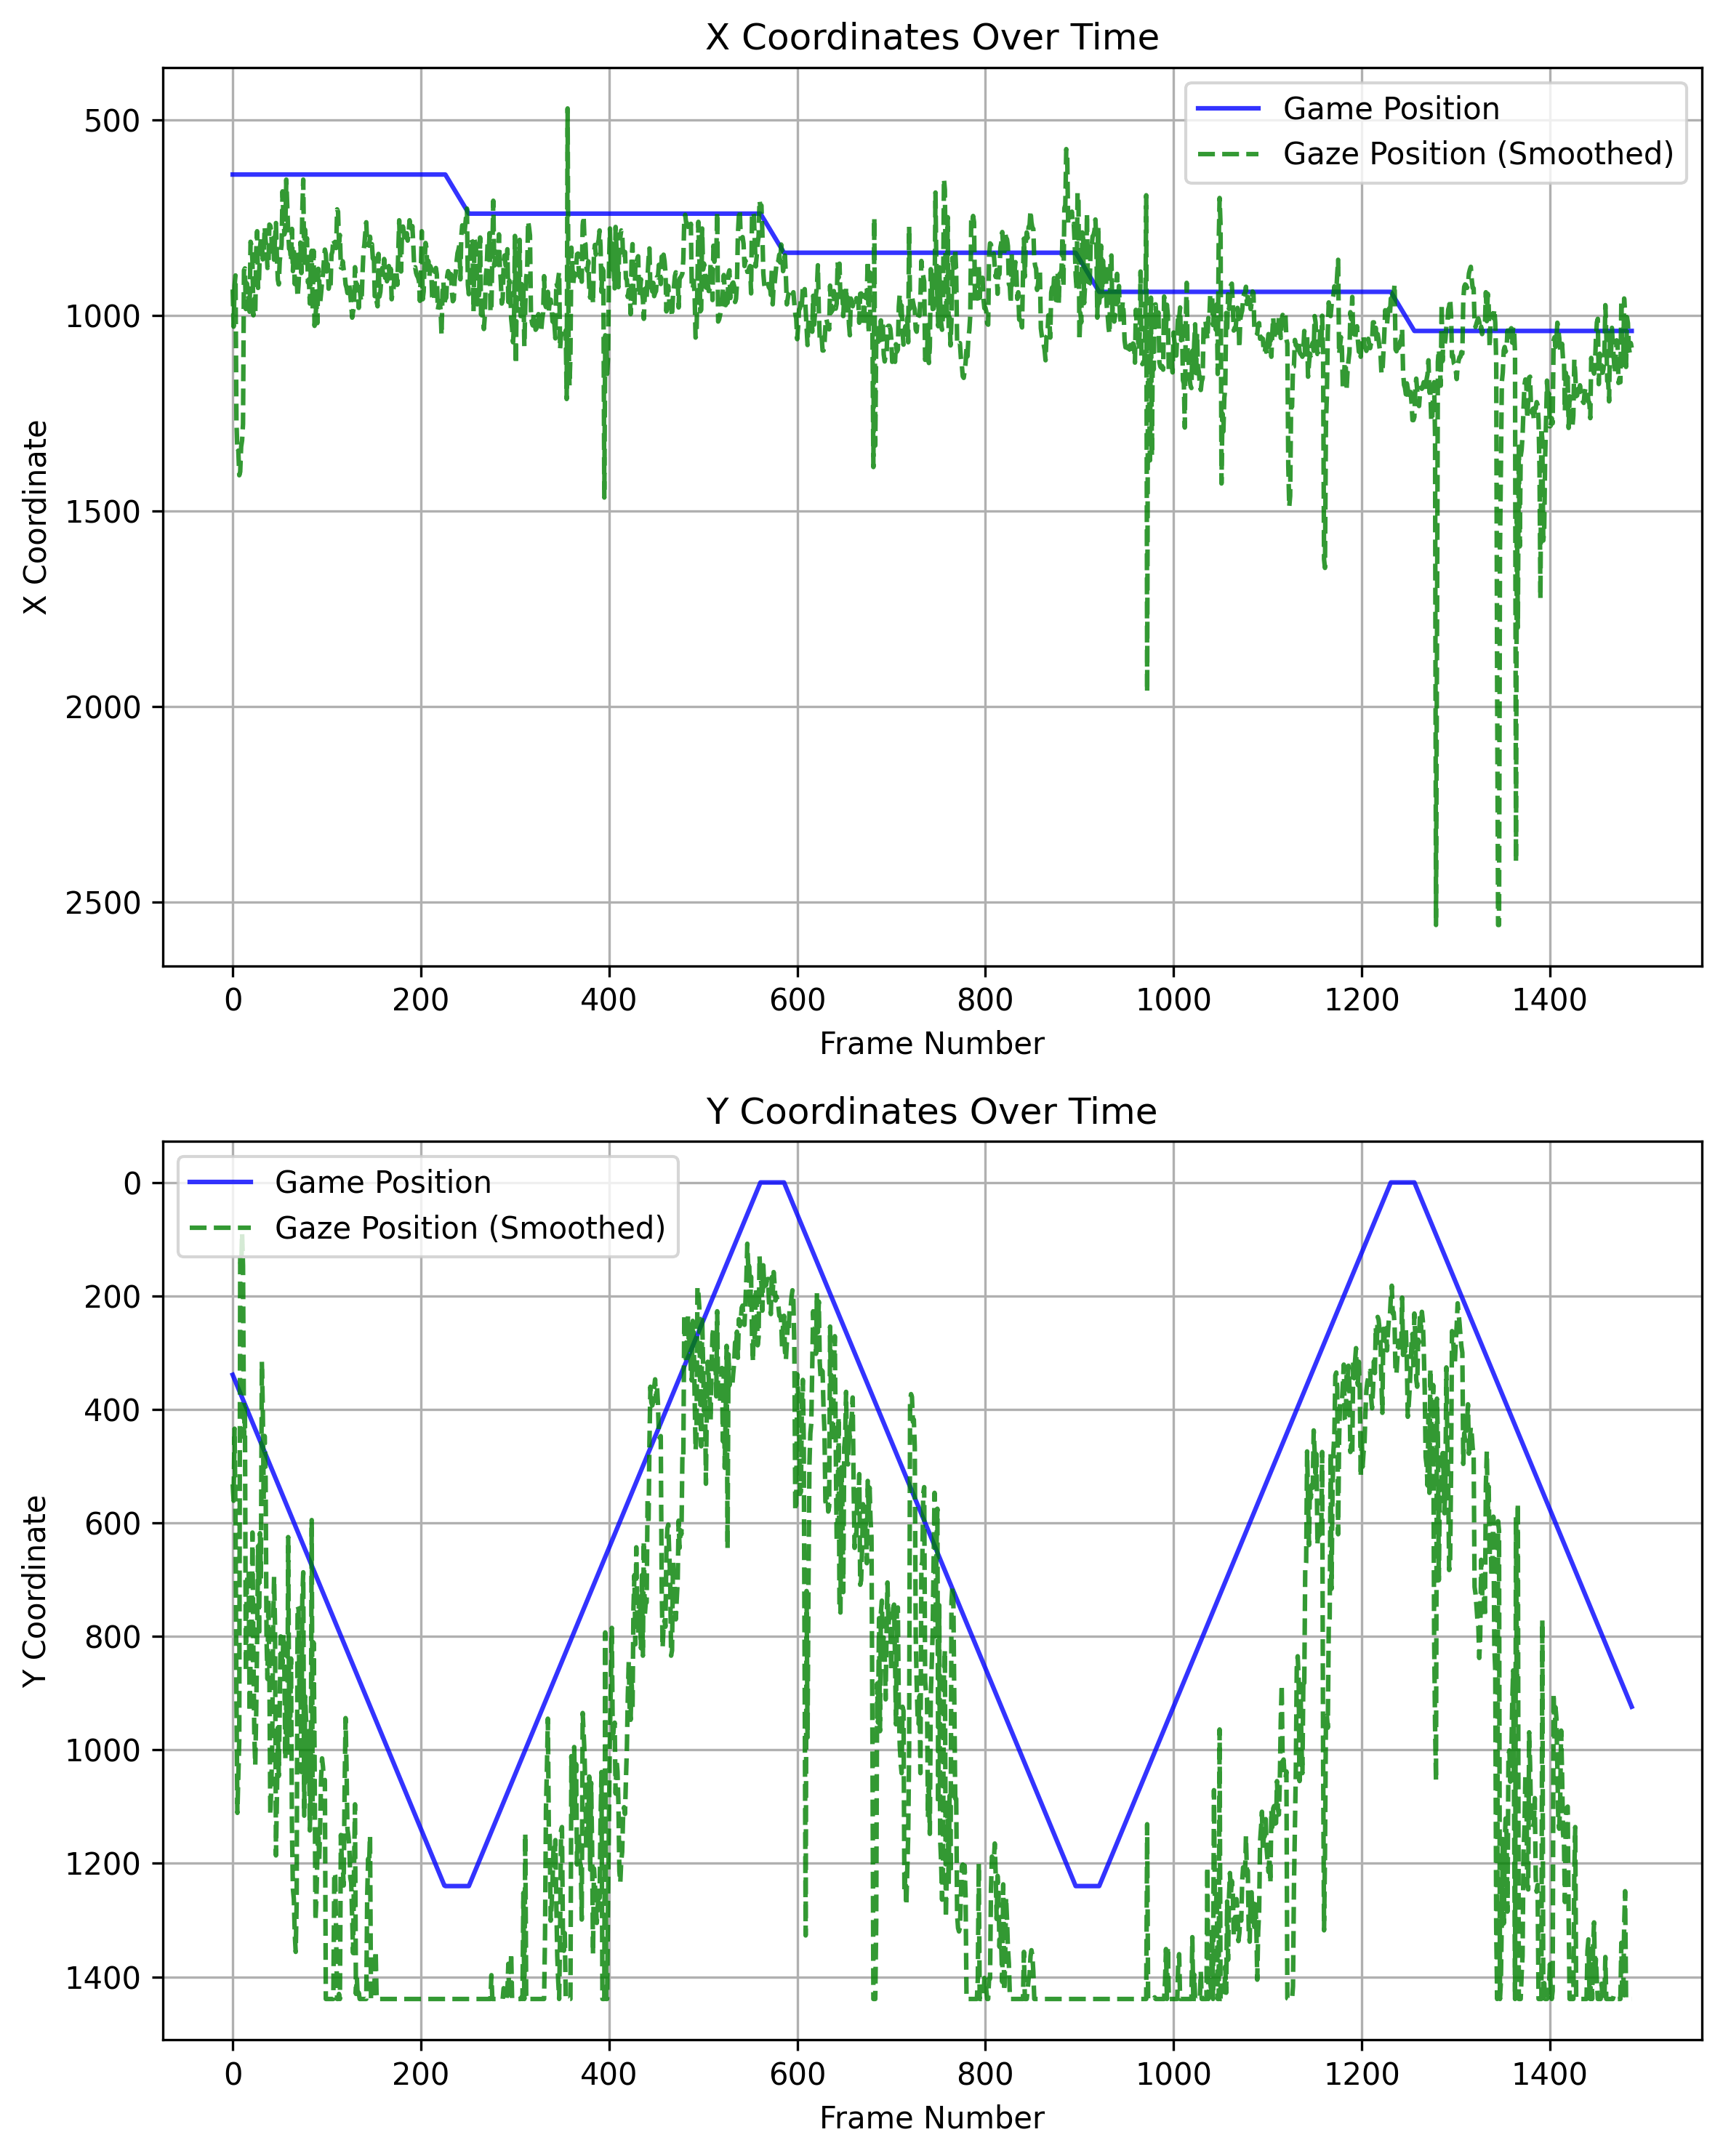 X Coordinates Over Time
Game Position
Gaze Position (Smoothed)
500
1000
1500
2000
2500
X Coordinate
0 200 400 600 800 1000 1200 1400
Frame Number
Y Coordinates Over Time
Game Position
Gaze Position (Smoothed)
0
200
400
600
800
1000
1200
1400
Y Coordinate
0 200 400 600 800 1000 1200 1400
Frame Number